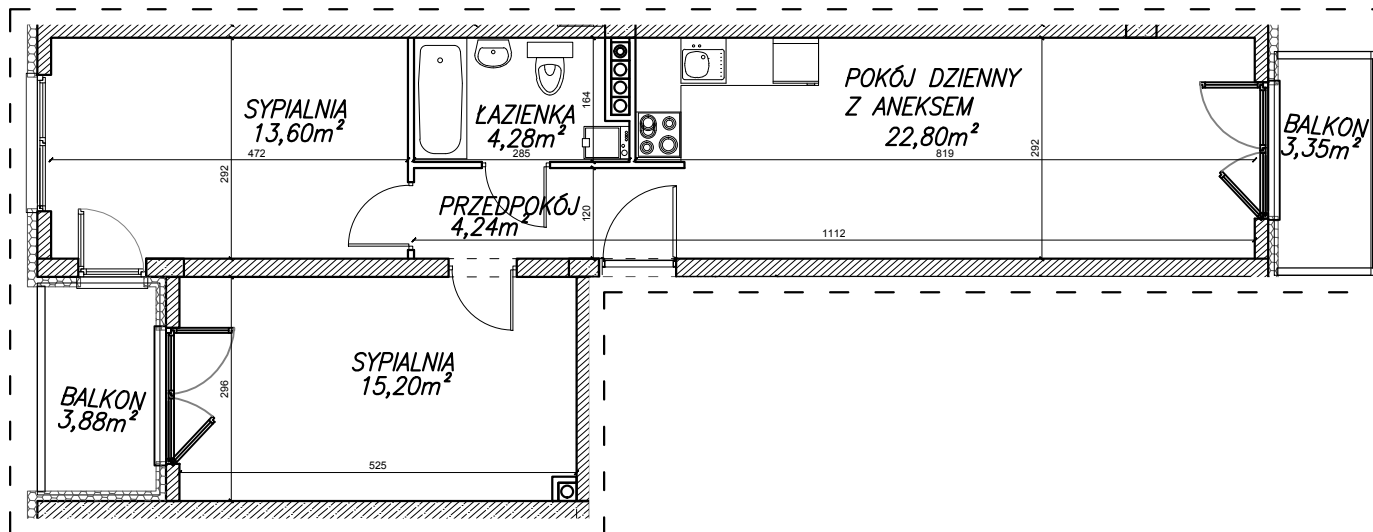 SYPIALNIA
13,60m²
472
292
ŁAZIENKA
4,28m²
285
164
POKÓJ DZIENNY
Z ANEKSEM
22,80m²
819
292
BALKON
3,35m²
PRZEDPOKÓJ
4,24m²
120
1112
SYPIALNIA
15,20m²
296
525
BALKON
3,88m²